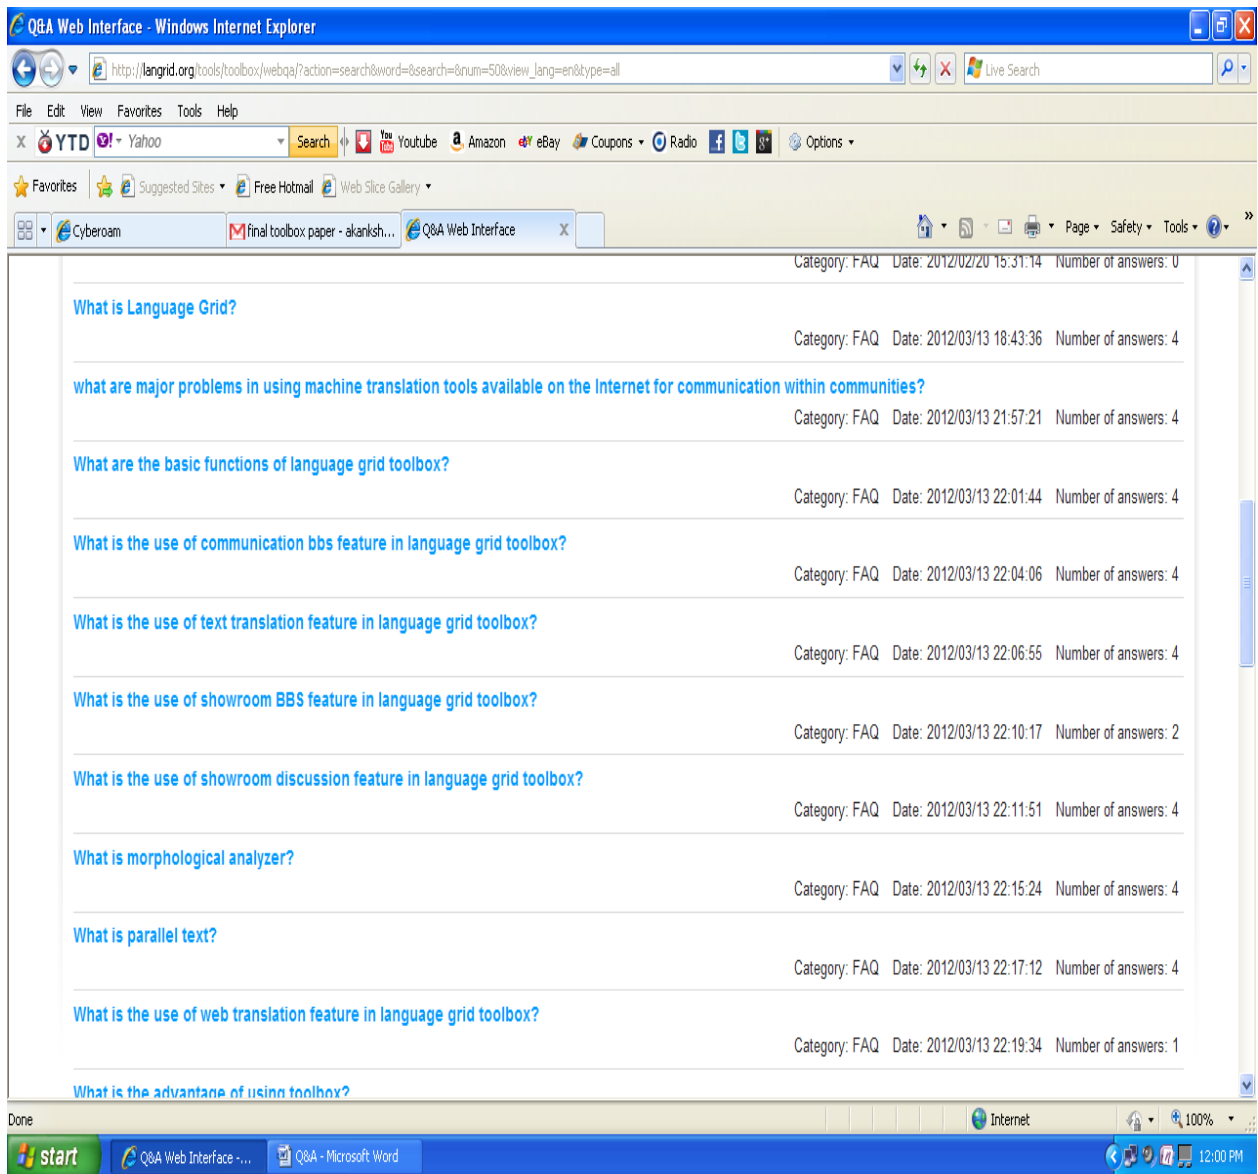 Q&A Web Interface - Windows Internet Explorer
http://langrid.org/tools/toolbox/webqa/?action=search&word=&search=&num=50&view_lang=en&type=all
Live Search
File Edit View Favorites Tools Help
X YTD Y! Yahoo Search You Tube Youtube a Amazon eBay eBay Coupons Radio f g+ Options
Favorites Suggested Sites Free Hotmail Web Slice Gallery
Cyberoam final toolbox paper - akanksh... Q&A Web Interface X Page Safety Tools »
Category: FAQ Date: 2012/02/20 15:31:14 Number of answers: 0
What is Language Grid?
Category: FAQ Date: 2012/03/13 18:43:36 Number of answers: 4
what are major problems in using machine translation tools available on the Internet for communication within communities?
Category: FAQ Date: 2012/03/13 21:57:21 Number of answers: 4
What are the basic functions of language grid toolbox?
Category: FAQ Date: 2012/03/13 22:01:44 Number of answers: 4
What is the use of communication bbs feature in language grid toolbox?
Category: FAQ Date: 2012/03/13 22:04:06 Number of answers: 4
What is the use of text translation feature in language grid toolbox?
Category: FAQ Date: 2012/03/13 22:06:55 Number of answers: 4
What is the use of showroom BBS feature in language grid toolbox?
Category: FAQ Date: 2012/03/13 22:10:17 Number of answers: 2
What is the use of showroom discussion feature in language grid toolbox?
Category: FAQ Date: 2012/03/13 22:11:51 Number of answers: 4
What is morphological analyzer?
Category: FAQ Date: 2012/03/13 22:15:24 Number of answers: 4
What is parallel text?
Category: FAQ Date: 2012/03/13 22:17:12 Number of answers: 4
What is the use of web translation feature in language grid toolbox?
Category: FAQ Date: 2012/03/13 22:19:34 Number of answers: 1
What is the advantage of using toolbox?
Done Internet 100%
start Q&A Web Interface -... Q&A - Microsoft Word 12:00 PM